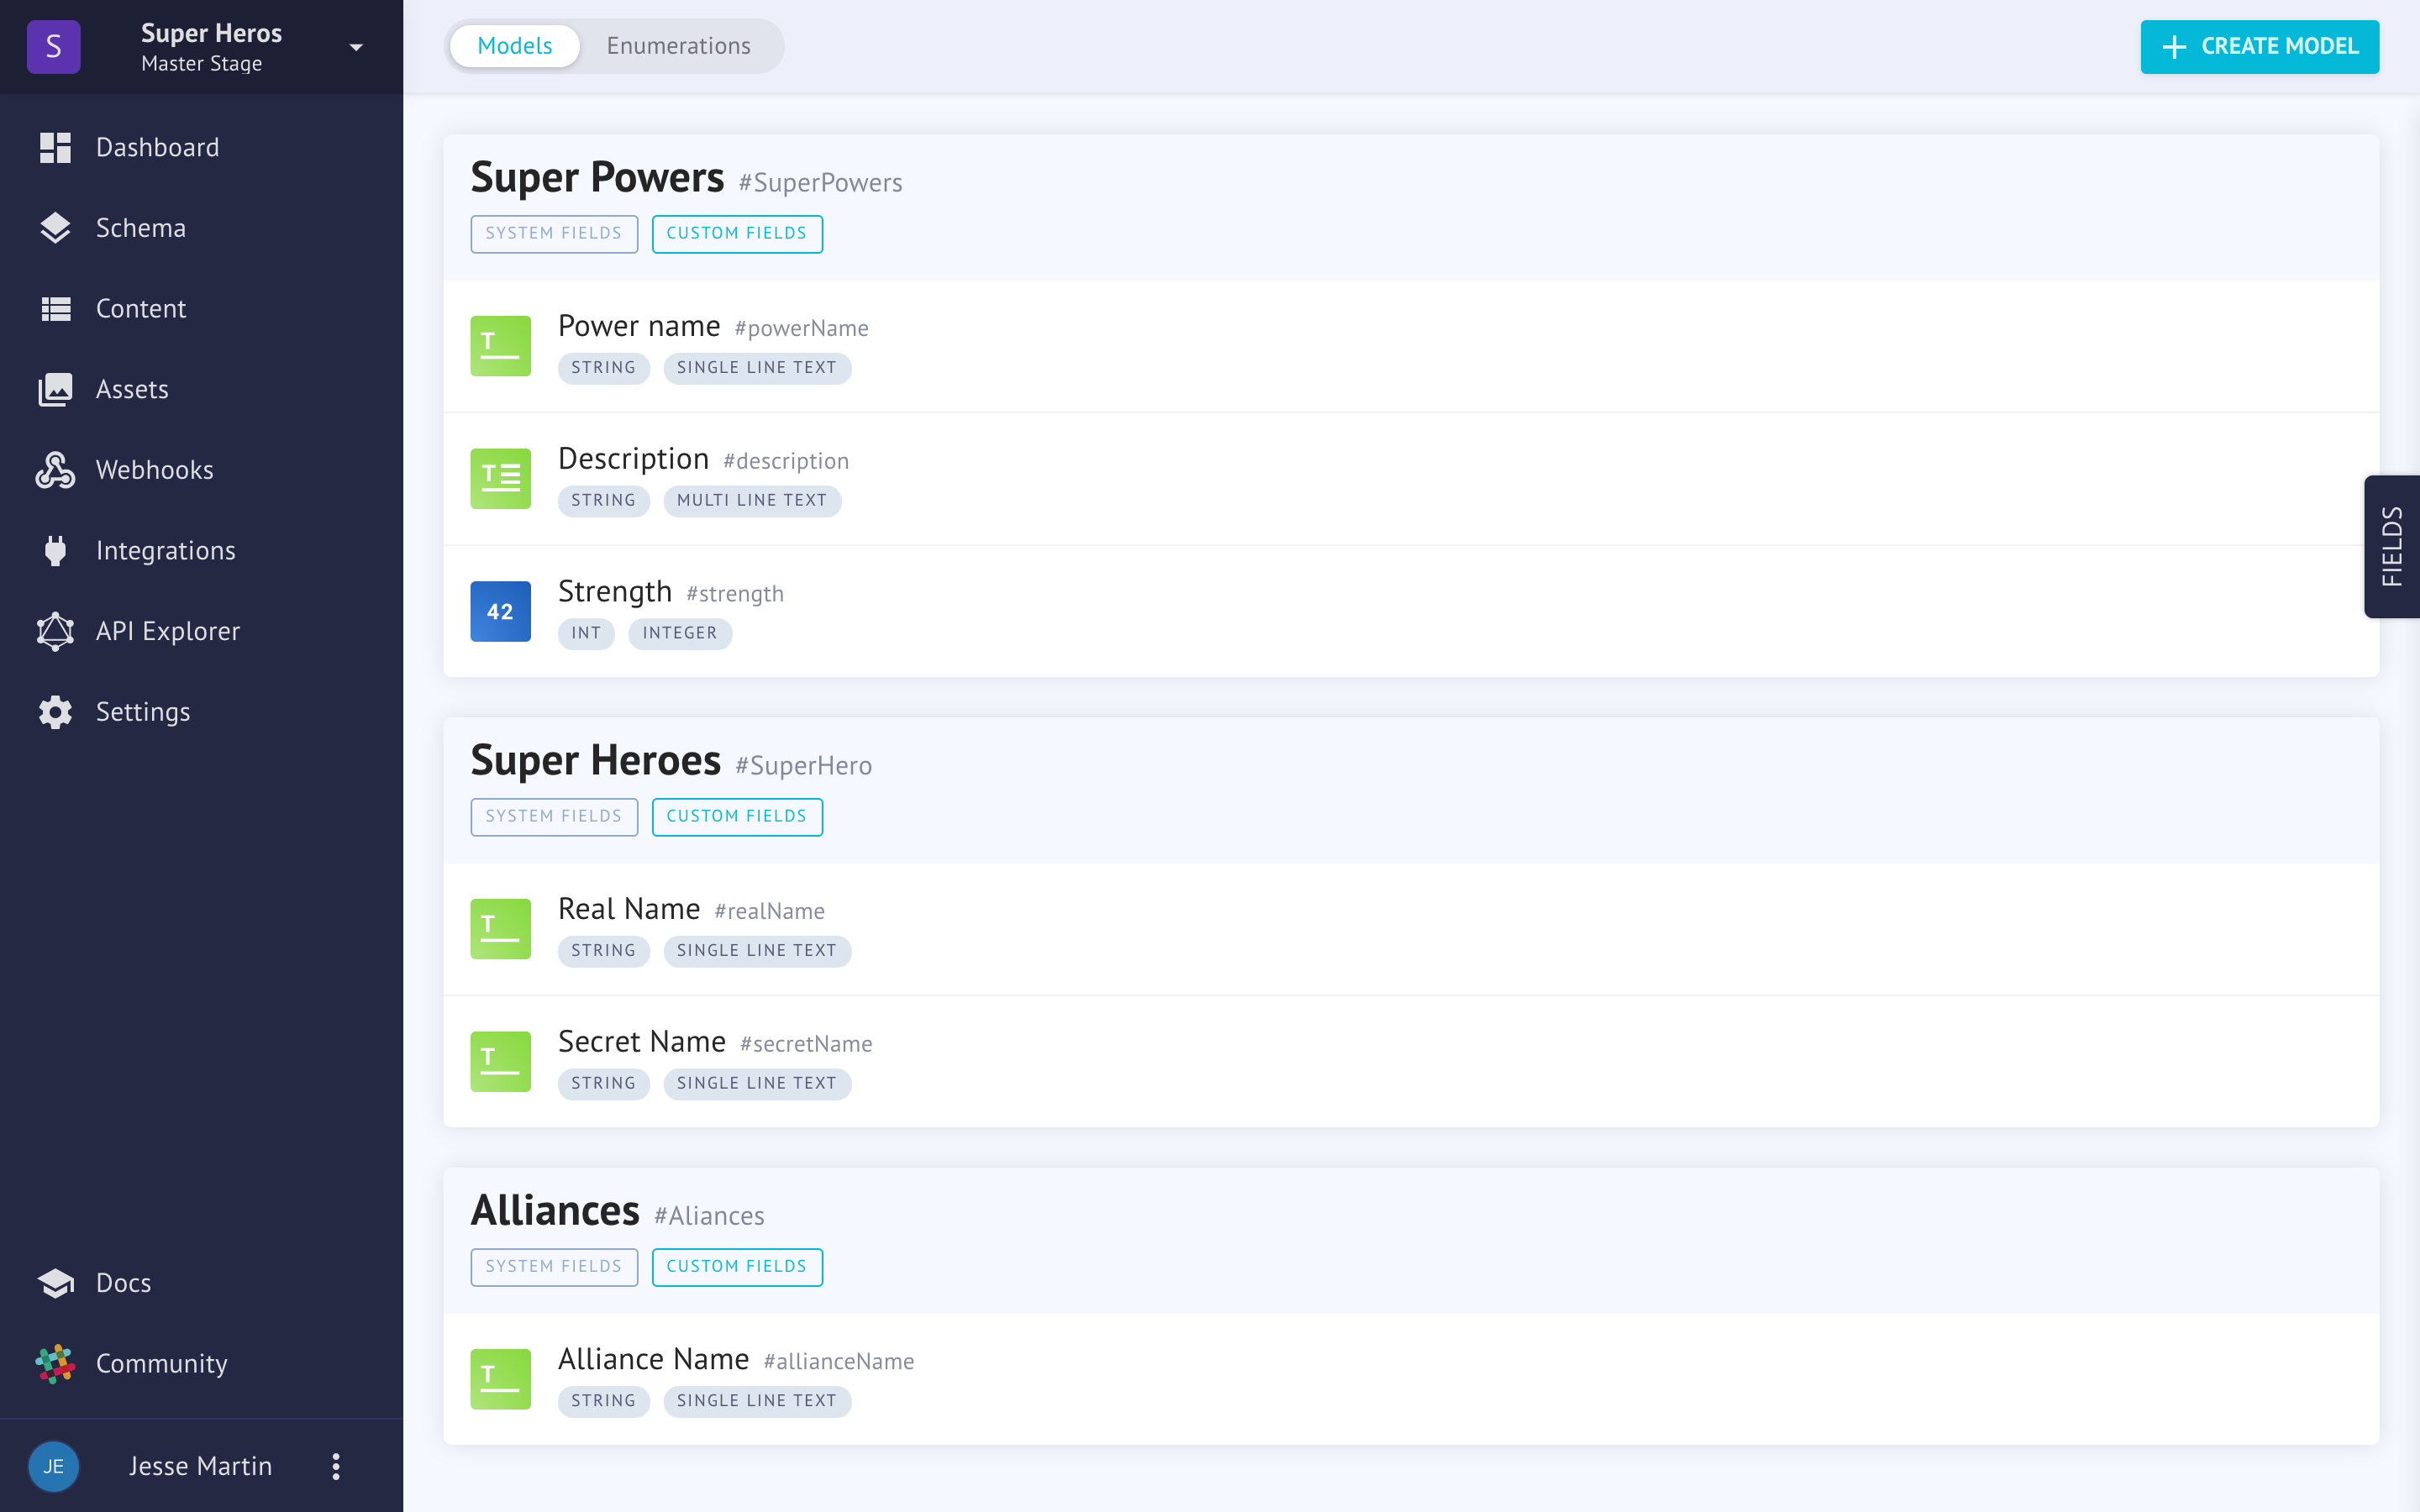 S
Super Heros
Master Stage
Dashboard
Schema
Content
Assets
Webhooks
Integrations
API Explorer
Settings
Docs
Community
JE
Jesse Martin
Models
Enumerations
CREATE MODEL
Super Powers #SuperPowers
SYSTEM FIELDS CUSTOM FIELDS
T
Power name #powerName
STRING SINGLE LINE TEXT
T
Description #description
STRING MULTI LINE TEXT
42
Strength #strength
INT INTEGER
Super Heroes #SuperHero
SYSTEM FIELDS CUSTOM FIELDS
T
Real Name #realName
STRING SINGLE LINE TEXT
T
Secret Name #secretName
STRING SINGLE LINE TEXT
Alliances #Aliances
SYSTEM FIELDS CUSTOM FIELDS
T
Alliance Name #allianceName
STRING SINGLE LINE TEXT
FIELDS